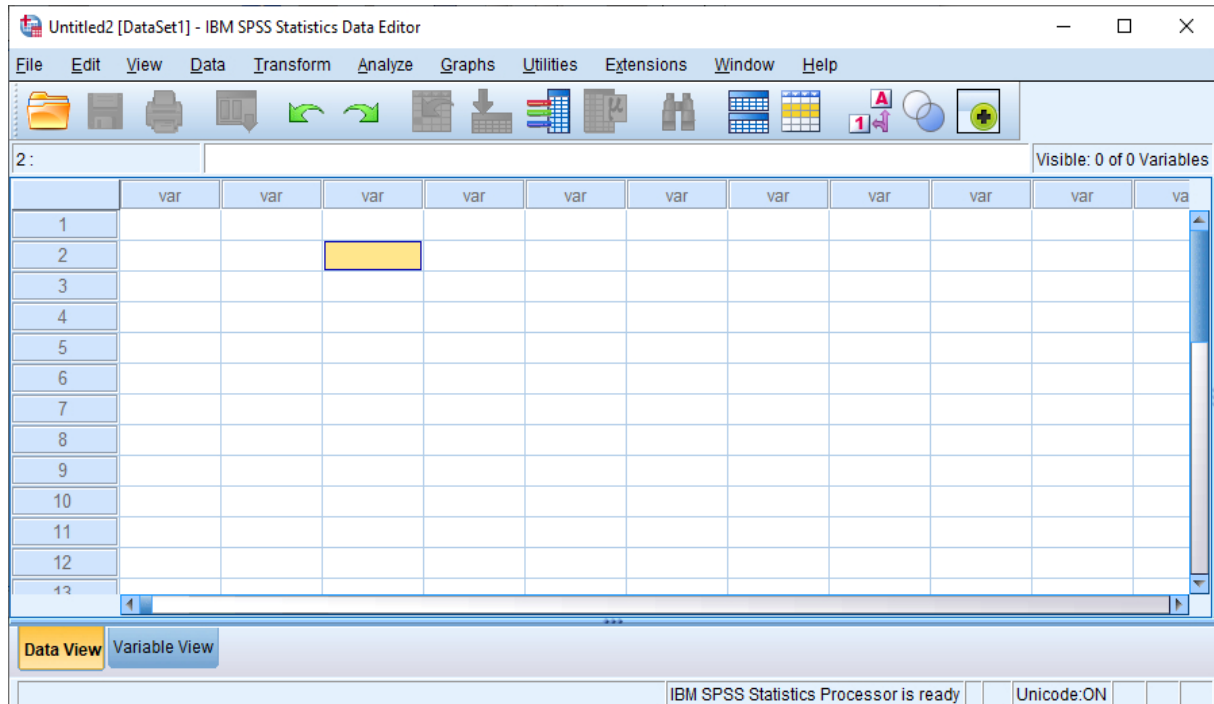 Untitled2 [DataSet1] - IBM SPSS Statistics Data Editor
File Edit View Data Transform Analyze Graphs Utilities Extensions Window Help
μ A 1
2 : Visible: 0 of 0 Variables
var var var var var var var var var var va
1
2
3
4
5
6
7
8
9
10
11
12
13
Data View Variable View
IBM SPSS Statistics Processor is ready Unicode:ON